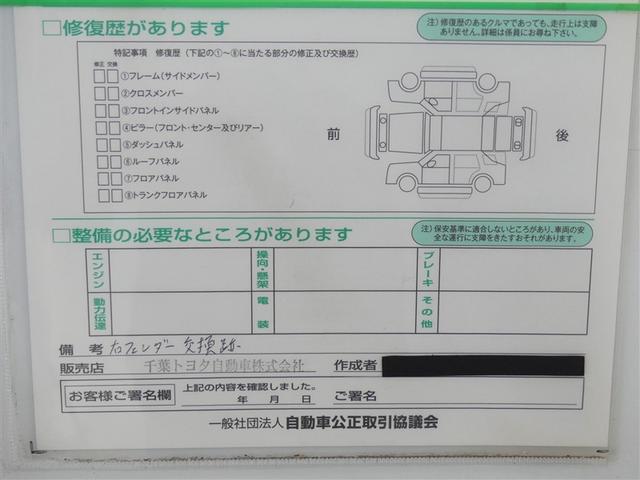 □修復歴があります
注）修復歴のあるクルマであっても、走行上は支障
ありません。詳細は係員にお尋ね下さい。
特記事項 修復歴（下記の①～⑧に当たる部分の修正及び交換歴）
修正 交換
①フレーム（サイドメンバー）
②クロスメンバー
③フロントインサイドパネル
④ピラー（フロント・センター及びリアー）
⑤ダッシュパネル
⑥ルーフパネル
⑦フロアパネル
⑧トランクフロアパネル
前
後
□整備の必要なところがあります
注）保安基準に適合しないところがあり、車両の安
全な運行に支障をきたすおそれがあります。
エンジン
操向・懸架
ブレーキ
動力伝達
電装
その他
備考 右フェンダー交換跡
販売店 千葉トヨタ自動車株式会社 作成者
お客様ご署名欄
上記の内容を確認しました。
年 月 日
ご署名
一般社団法人 自動車公正取引協議会